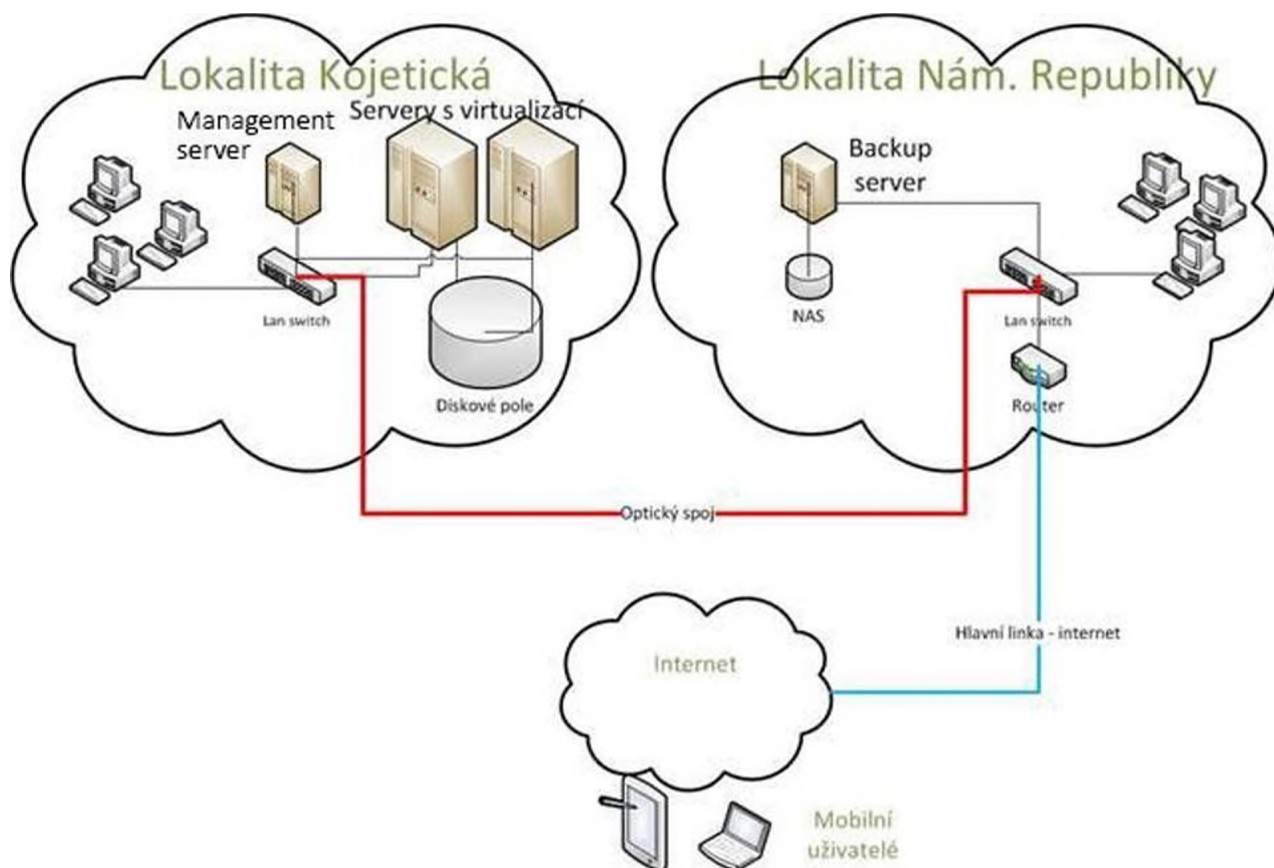 Lokalita Kojetická
Servery s virtualizací
Management
server
Lan switch
Diskové pole
Lokalita Nám. Republiky
Backup
server
NAS
Lan switch
Router
Optický spoj
Hlavní linka - internet
Internet
Mobilní
uživatelé